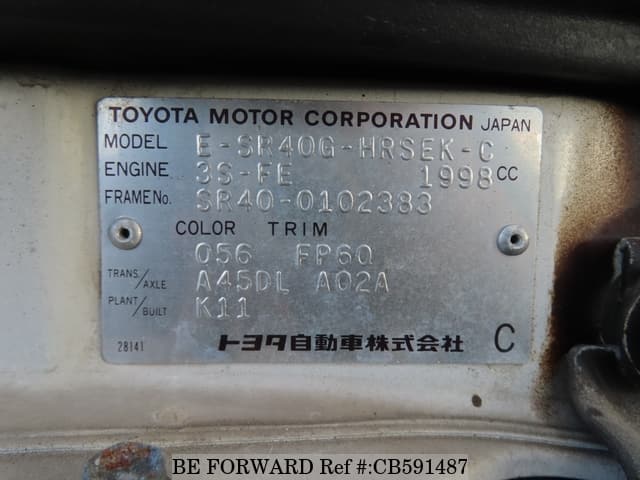 TOYOTA MOTOR CORPORATION JAPAN
MODEL E-SR40G-HRSEK-C
ENGINE 3S-FE 1998 CC
FRAME No. SR40-0102383
COLOR TRIM
056 FP60
TRANS./AXLE A45DL A02A
PLANT/BUILT K11
28141 トヨタ自動車株式会社 C
BE FORWARD Ref #:CB591487